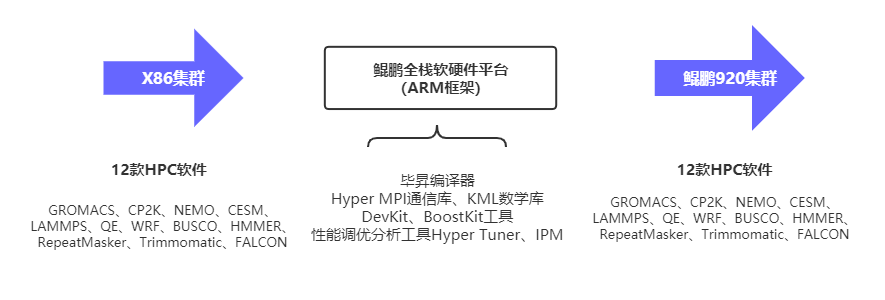 X86集群
鲲鹏全栈软硬件平台
(ARM框架)
鲲鹏920集群
12款HPC软件
GROMACS、CP2K、NEMO、CESM、
LAMMPS、QE、WRF、BUSCO、HMMER、
RepeatMasker、Trimmomatic、FALCON
毕昇编译器
Hyper MPI通信库、KML数学库
DevKit、BoostKit工具
性能调优分析工具Hyper Tuner、IPM
12款HPC软件
GROMACS、CP2K、NEMO、CESM、
LAMMPS、QE、WRF、BUSCO、HMMER、
RepeatMasker、Trimmomatic、FALCON